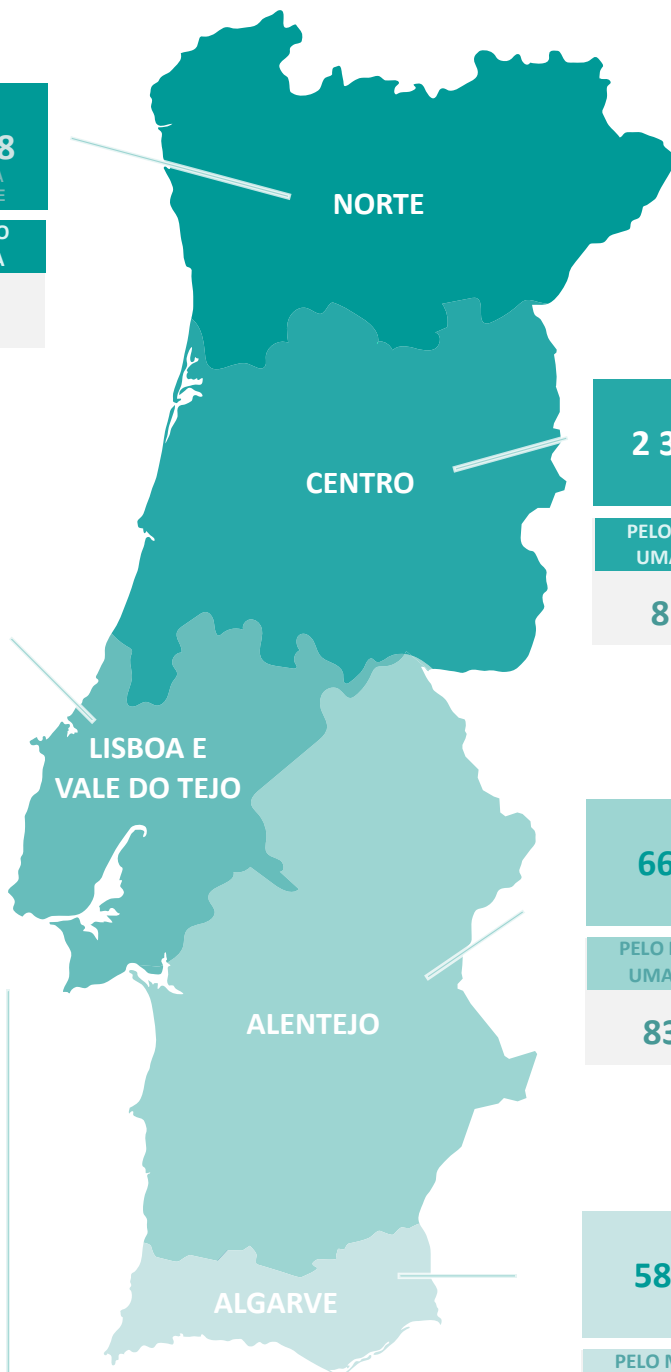 8
A
E
O
A
NORTE
CENTRO
2 3
PELO
UMA
8
LISBOA E
VALE DO TEJO
66
PELO
UMA
83
ALENTEJO
58
ALGARVE
PELO